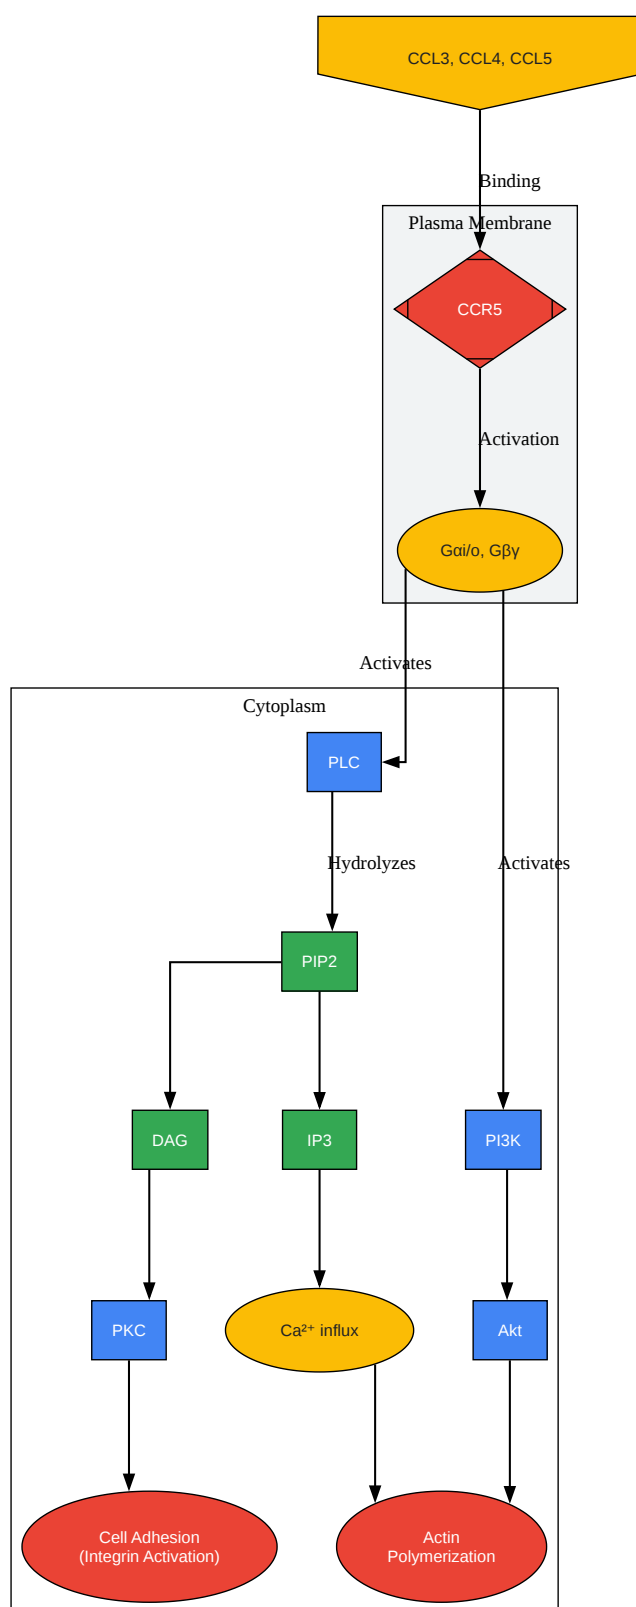 CCL3, CCL4, CCL5
Binding
Plasma Membrane
CCR5
Activation
Gαi/o, Gβγ
Activates
Cytoplasm
PLC
Hydrolyzes
Activates
PIP2
DAG
IP3
PI3K
PKC
Ca²⁺ influx
Akt
Cell Adhesion
(Integrin Activation)
Actin
Polymerization